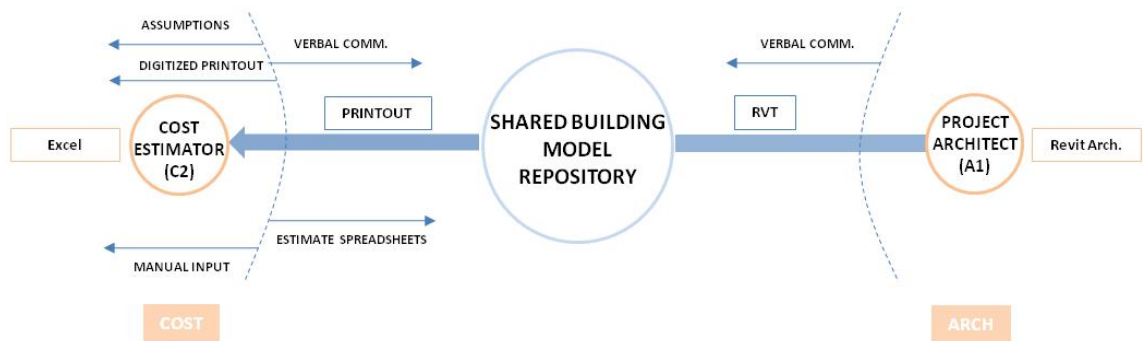 ASSUMPTIONS
VERBAL COMM.
DIGITIZED PRINTOUT
VERBAL COMM.
PRINTOUT
RVT
Excel
COST
ESTIMATOR
(C2)
SHARED BUILDING
MODEL
REPOSITORY
PROJECT
ARCHITECT
(A1)
Revit Arch.
ESTIMATE SPREADSHEETS
MANUAL INPUT
COST
ARCH